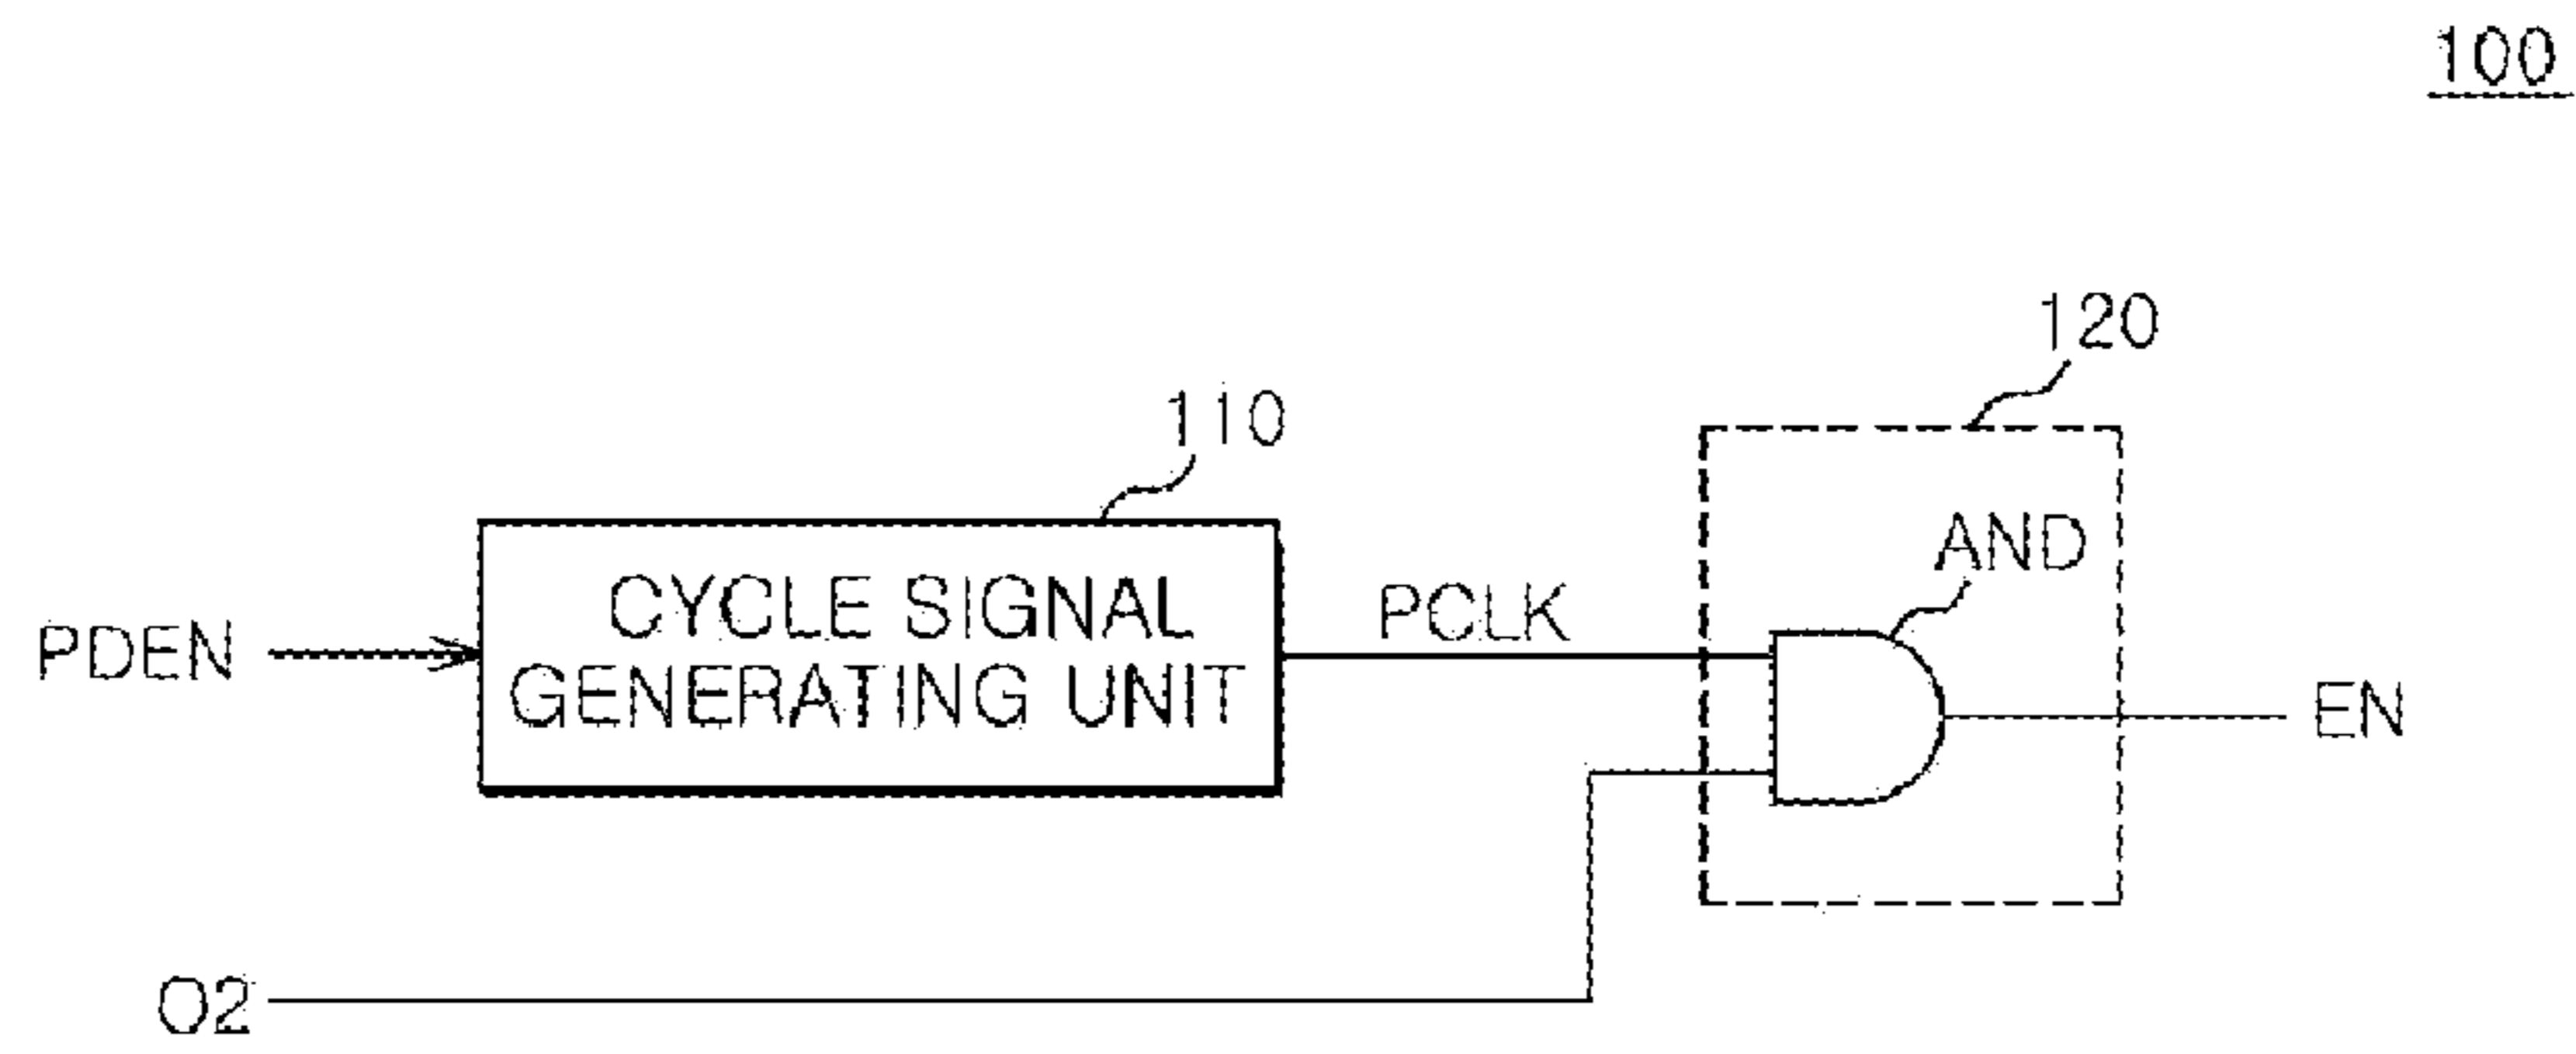 100
120
110
AND
CYCLE SIGNAL
GENERATING UNIT
PCLK
PDEN
EN
O2